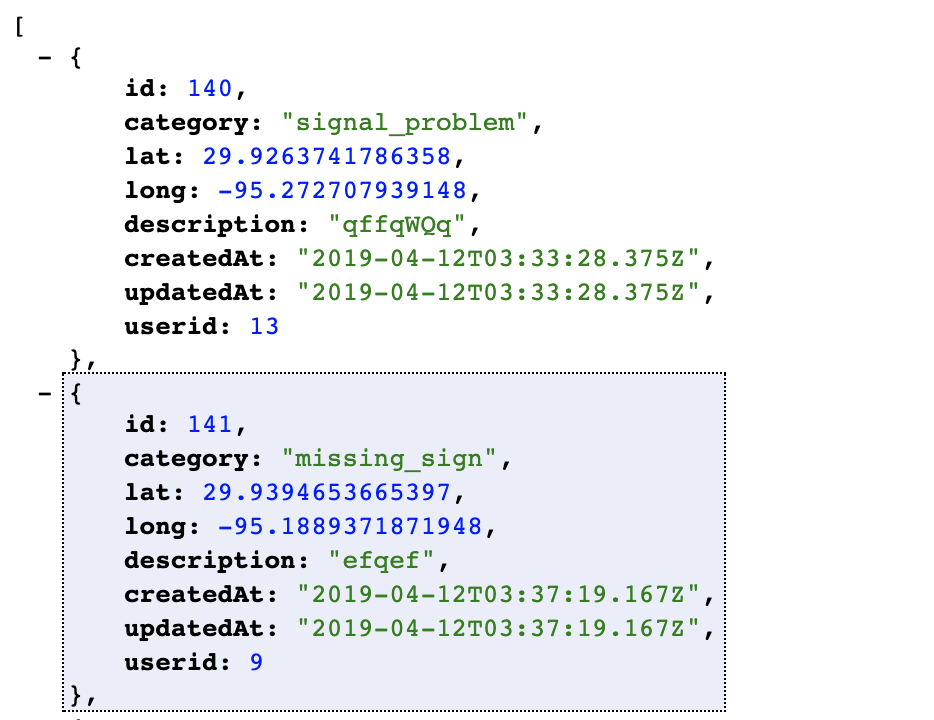 [
- {
id: 140,
category: "signal_problem",
lat: 29.9263741786358,
long: -95.272707939148,
description: "qffqWQq",
createdAt: "2019-04-12T03:33:28.375Z",
updatedAt: "2019-04-12T03:33:28.375Z",
userid: 13
},
- {
id: 141,
category: "missing_sign",
lat: 29.9394653665397,
long: -95.1889371871948,
description: "efqef",
createdAt: "2019-04-12T03:37:19.167Z",
updatedAt: "2019-04-12T03:37:19.167Z",
userid: 9
},